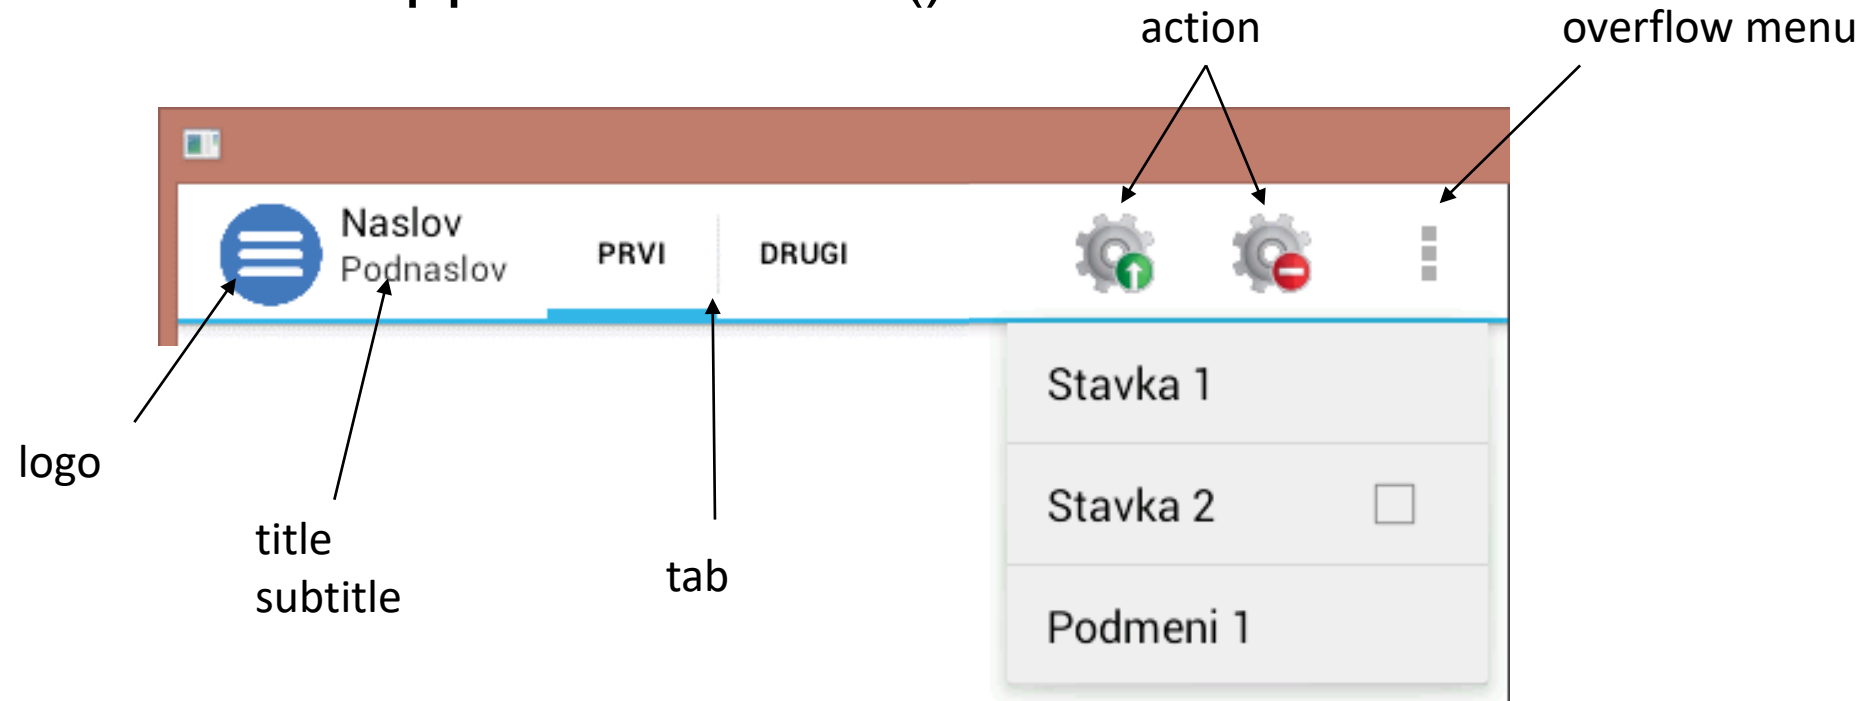 action
overflow menu
Naslov
Podnaslov
PRVI
DRUGI
Stavka 1
Stavka 2
Podmeni 1
logo
title
subtitle
tab